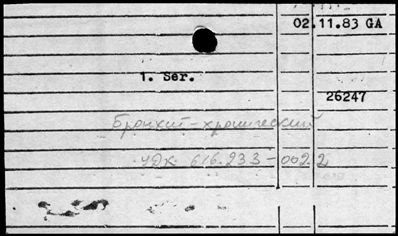 02.11.83 GA
1. Ser.
26247
Бронхит-хронический
УДК 616.233-002.2